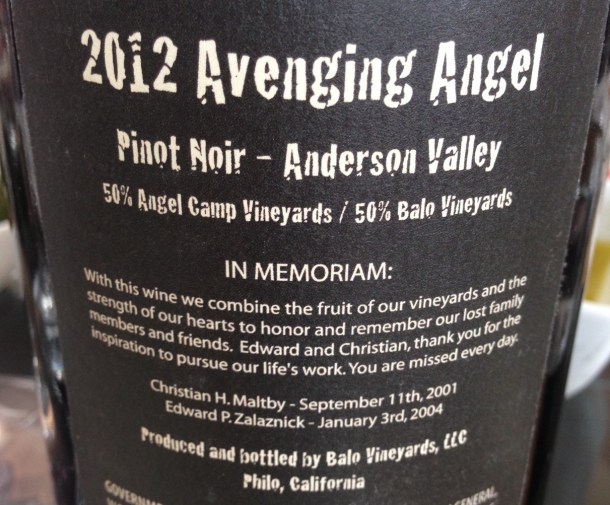 2012 Avenging Angel
Pinot Noir - Anderson Valley
50% Angel Camp Vineyards / 50% Balo Vineyards
IN MEMORIAM:
With this wine we combine the fruit of our vineyards and the
strength of our hearts to honor and remember our lost family
members and friends. Edward and Christian, thank you for the
inspiration to pursue our life's work. You are missed every day.
Christian H. Maltby - September 11th, 2001
Edward P. Zalaznick - January 3rd, 2004
Produced and bottled by Balo Vineyards, LLC
Philo, California